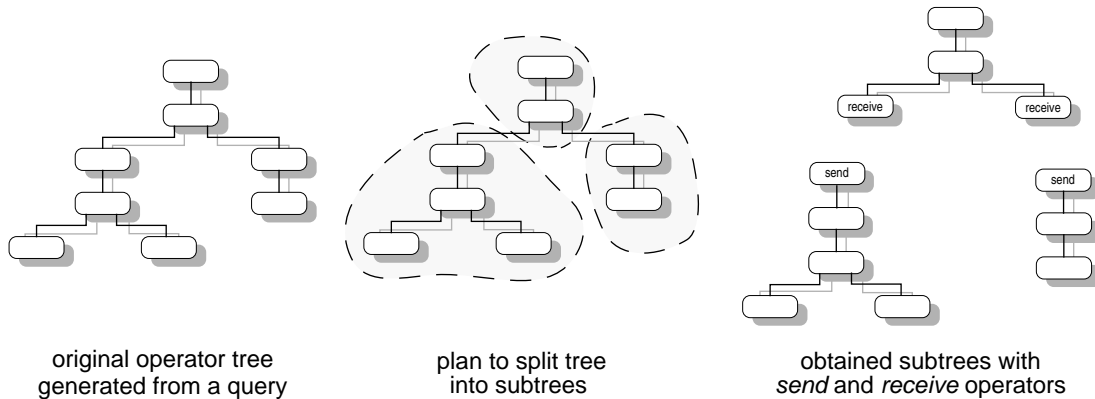 receive
receive
send
send
original operator tree
generated from a query
plan to split tree
into subtrees
obtained subtrees with
send and receive operators